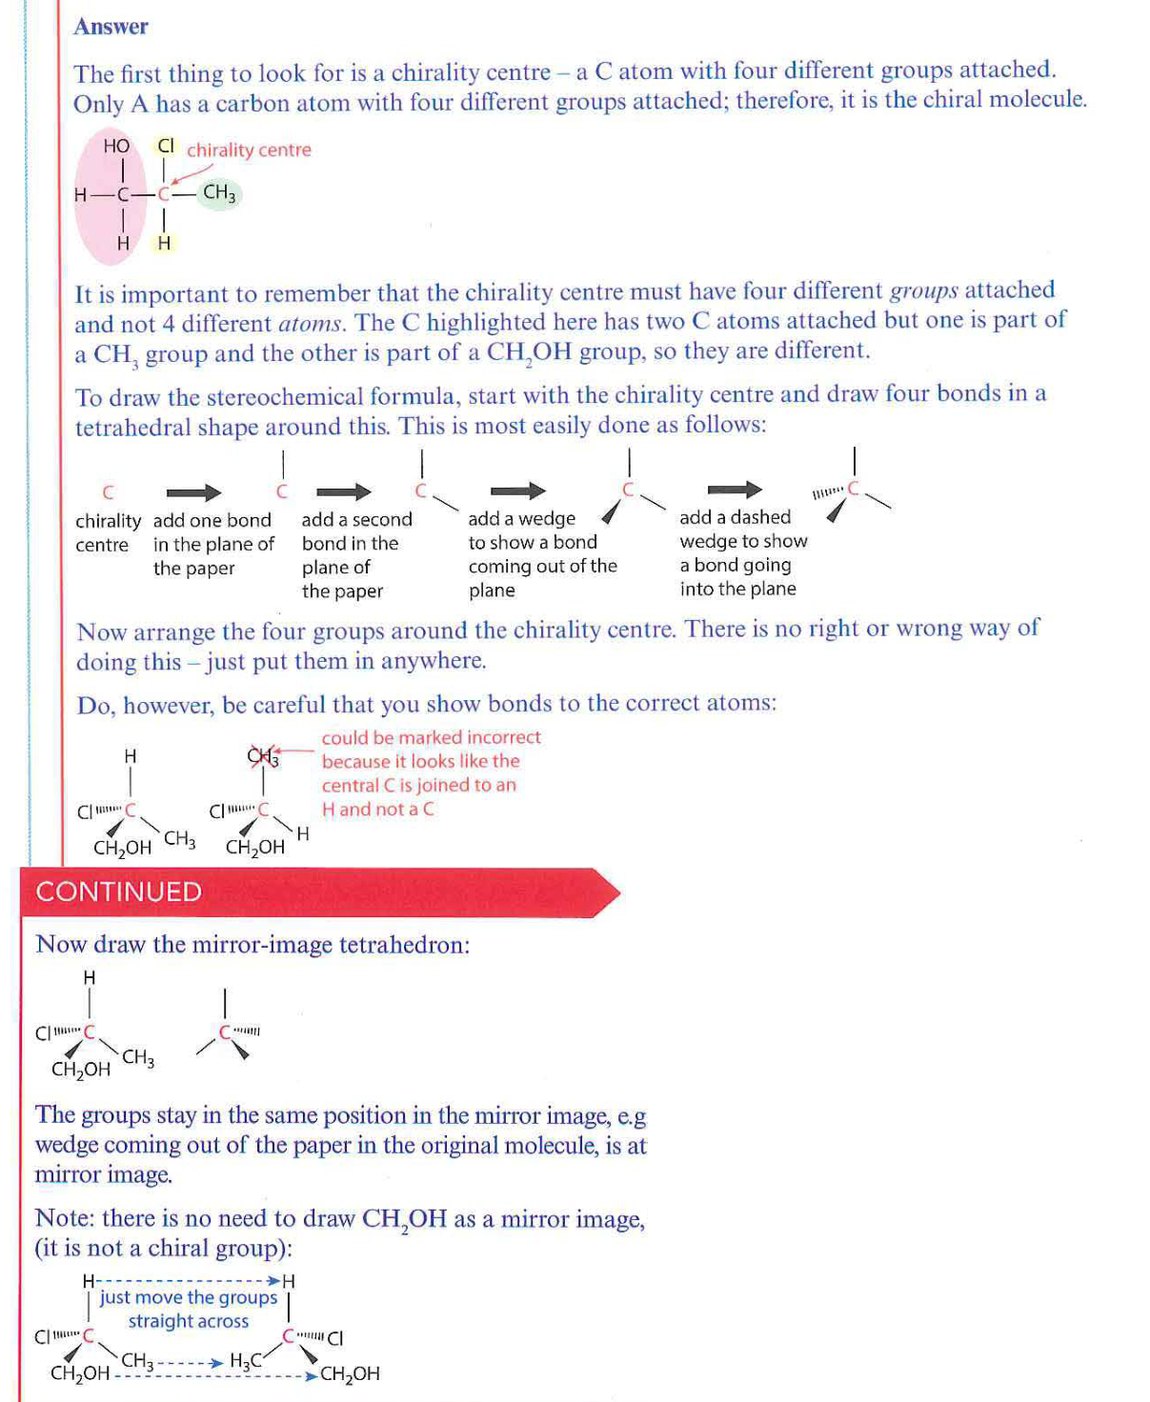 Answer
The first thing to look for is a chirality centre – a C atom with four different groups attached.
Only A has a carbon atom with four different groups attached; therefore, it is the chiral molecule.
HO Cl chirality centre
H C C CH₃
H H
It is important to remember that the chirality centre must have four different groups attached
and not 4 different atoms. The C highlighted here has two C atoms attached but one is part of
a CH₃ group and the other is part of a CH₂OH group, so they are different.
To draw the stereochemical formula, start with the chirality centre and draw four bonds in a
tetrahedral shape around this. This is most easily done as follows:
C C C C C
chirality
centre
add one bond
in the plane of
the paper
add a second
bond in the
plane of
the paper
add a wedge
to show a bond
coming out of the
plane
add a dashed
wedge to show
a bond going
into the plane
Now arrange the four groups around the chirality centre. There is no right or wrong way of
doing this – just put them in anywhere.
Do, however, be careful that you show bonds to the correct atoms:
H
Cl C
CH₂OH CH₃
CH₃
Cl C
CH₂OH H
could be marked incorrect
because it looks like the
central C is joined to an
H and not a C
CONTINUED
Now draw the mirror-image tetrahedron:
H
Cl C C
CH₂OH CH₃
The groups stay in the same position in the mirror image, e.g
wedge coming out of the paper in the original molecule, is at
mirror image.
Note: there is no need to draw CH₂OH as a mirror image,
(it is not a chiral group):
H H
just move the groups
straight across
Cl C C Cl
CH₃ H₃C
CH₂OH CH₂OH